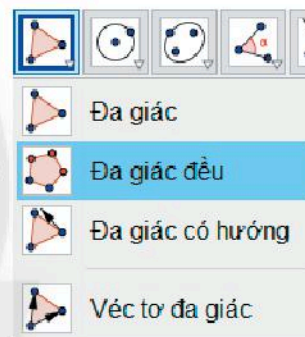 α
Đa giác
Đa giác đều
Đa giác có hướng
Véc tơ đa giác